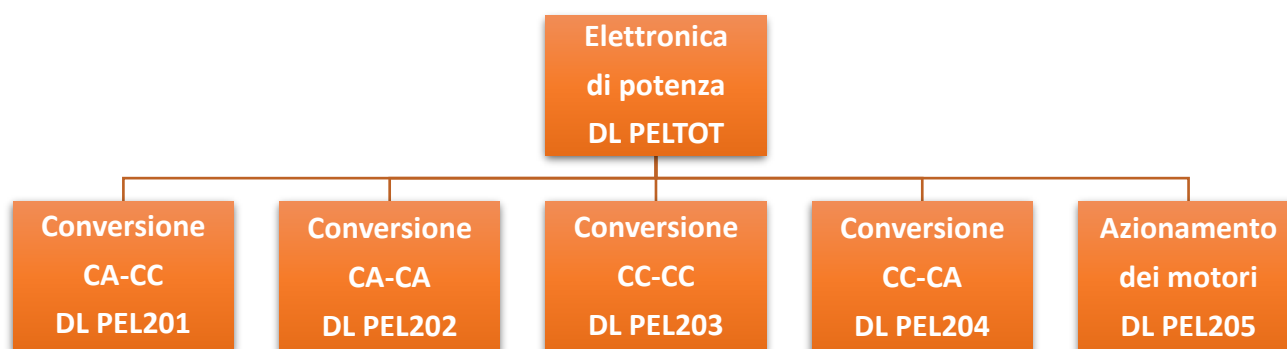 Elettronica
di potenza
DL PELTOT
Conversione
CA-CC
DL PEL201
Conversione
CA-CA
DL PEL202
Conversione
CC-CC
DL PEL203
Conversione
CC-CA
DL PEL204
Azionamento
dei motori
DL PEL205